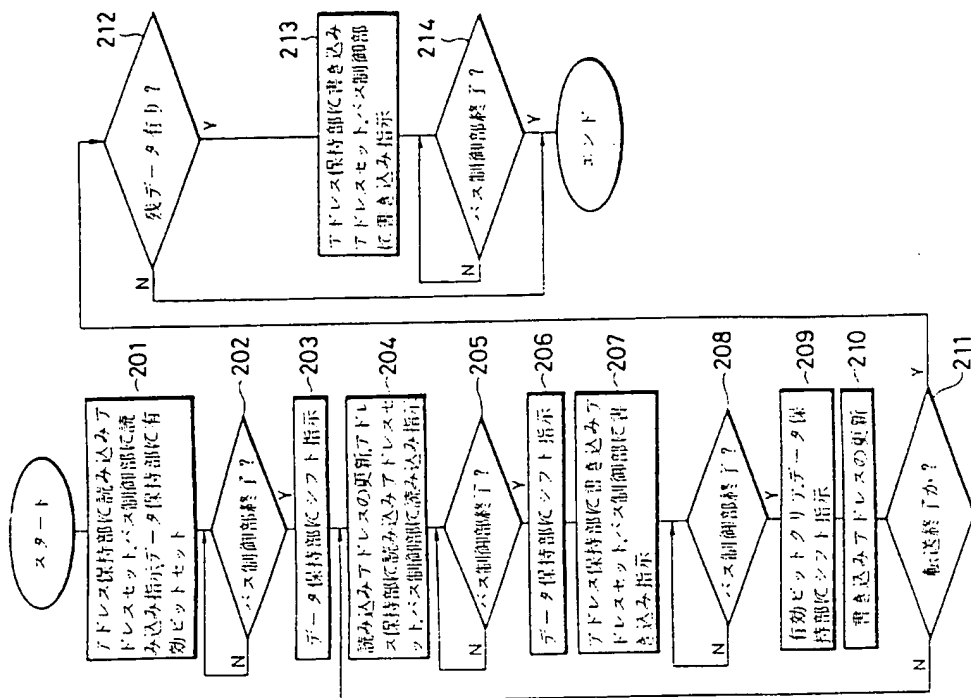 スタート
アドレス保持部に読み込みア
ドレスセット,バス制御部に読
み込み指示,データ保持部に有
効ビットセット
201
バス制御部終了?
202
N
Y
データ保持部にシフト指示
203
読み込みアドレスの更新,アドレ
ス保持部に読み込みアドレスセ
ット,バス制御部に読み込み指示
204
バス制御部終了?
205
N
Y
データ保持部にシフト指示
206
アドレス保持部に書き込みア
ドレスセット,バス制御部に書
き込み指示
207
バス制御部終了?
208
N
Y
有効ビットクリア,データ保
持部にシフト指示
209
書き込みアドレスの更新
210
転送終了か?
211
N
Y
残データ有り?
212
N
Y
アドレス保持部に書き込み
アドレスセット,バス制御部
に書き込み指示
213
バス制御部終了?
214
N
Y
エンド